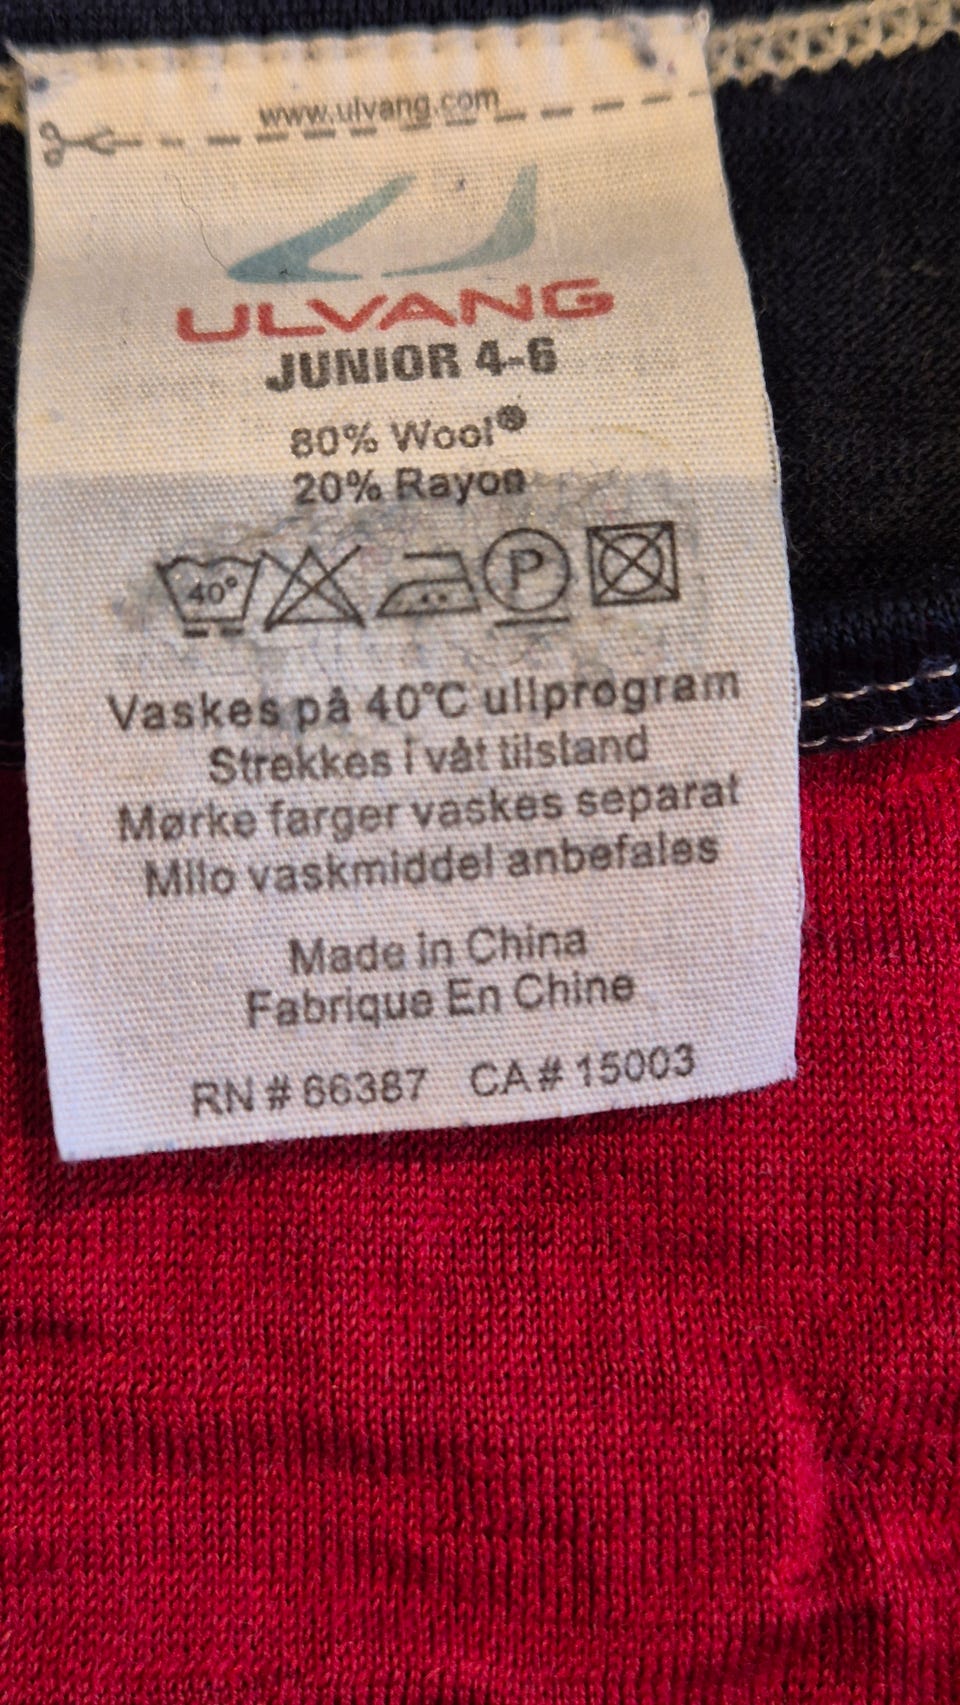 www.ulvang.com
ULVANG
JUNIOR 4-6
80% Wool®
20% Rayon
40° P
Vaskes på 40°C ullprogram
Strekkes i våt tilstand
Mørke farger vaskes separat
Milo vaskmiddel anbefales
Made in China
Fabrique En Chine
RN # 66387 CA # 15003